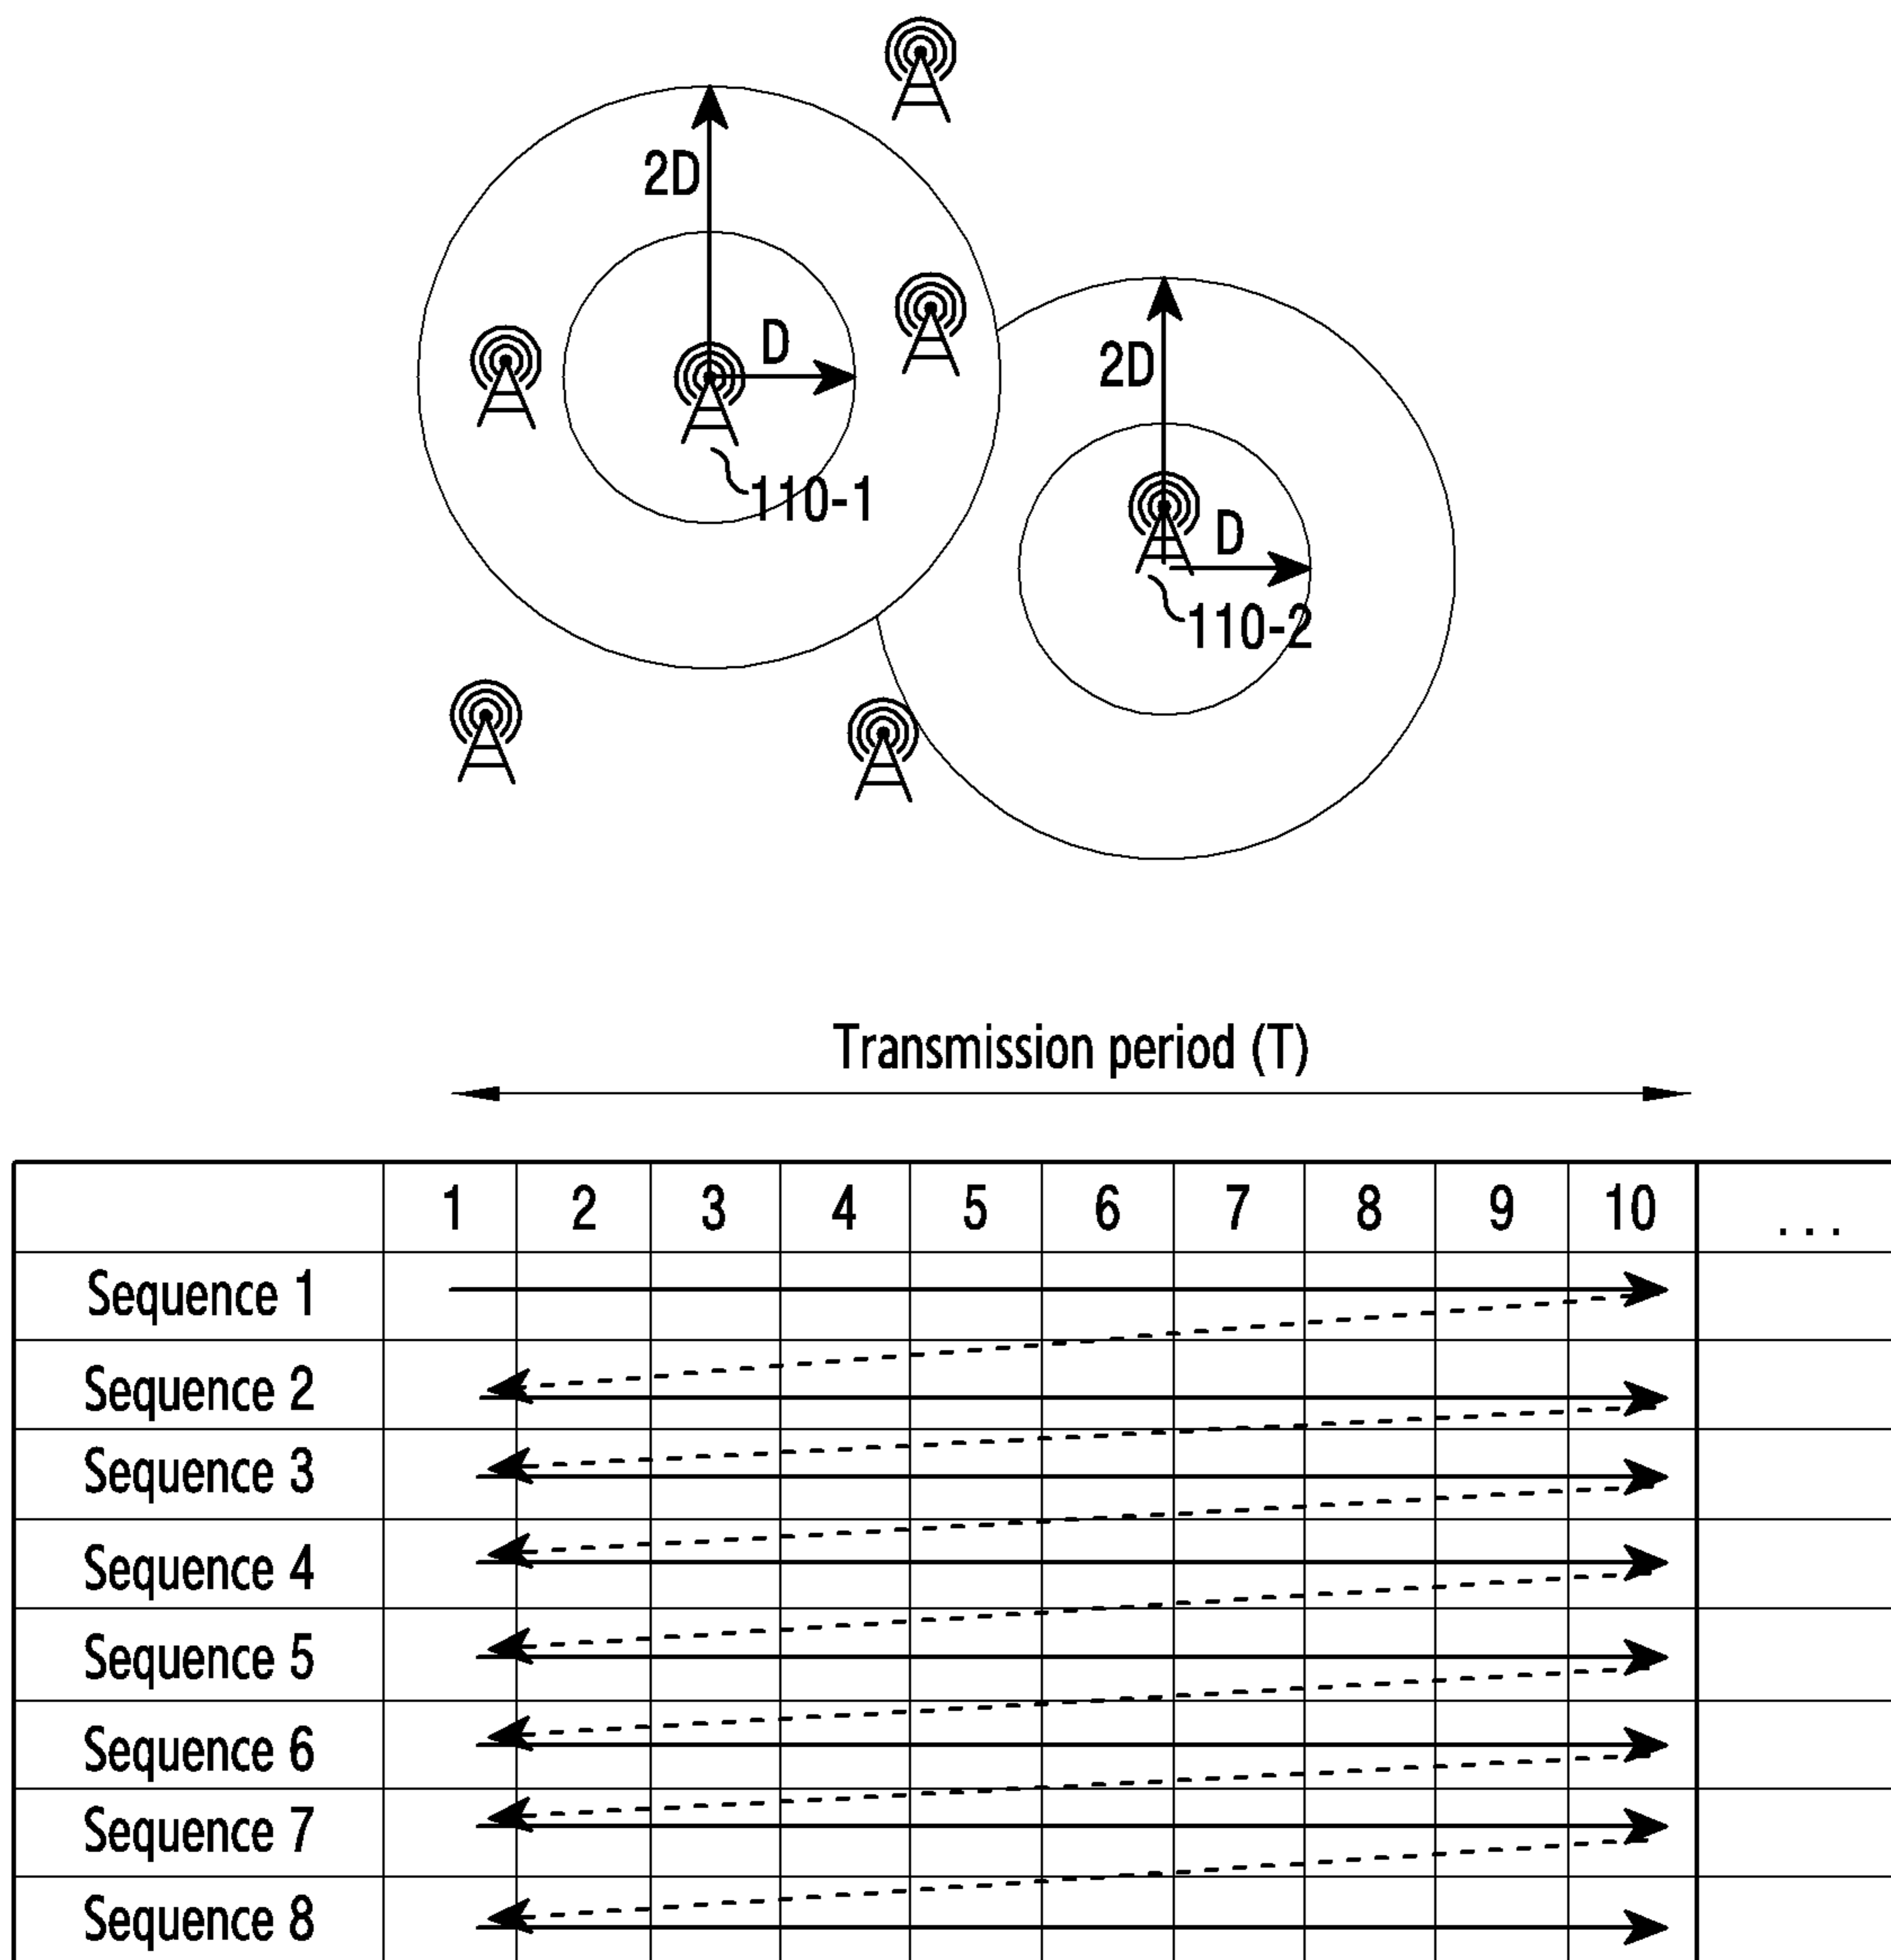 2D
D
110-1
2D
D
110-2
Transmission period (T)
1 2 3 4 5 6 7 8 9 10 ...
Sequence 1
Sequence 2
Sequence 3
Sequence 4
Sequence 5
Sequence 6
Sequence 7
Sequence 8